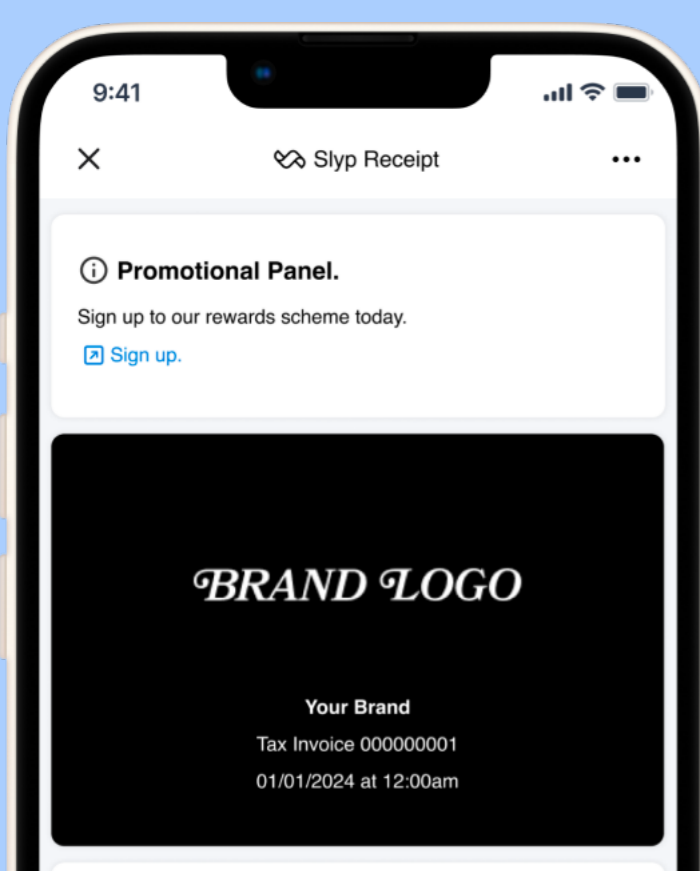 9:41
Slyp Receipt
Promotional Panel.
Sign up to our rewards scheme today.
Sign up.
BRAND LOGO
Your Brand
Tax Invoice 000000001
01/01/2024 at 12:00am